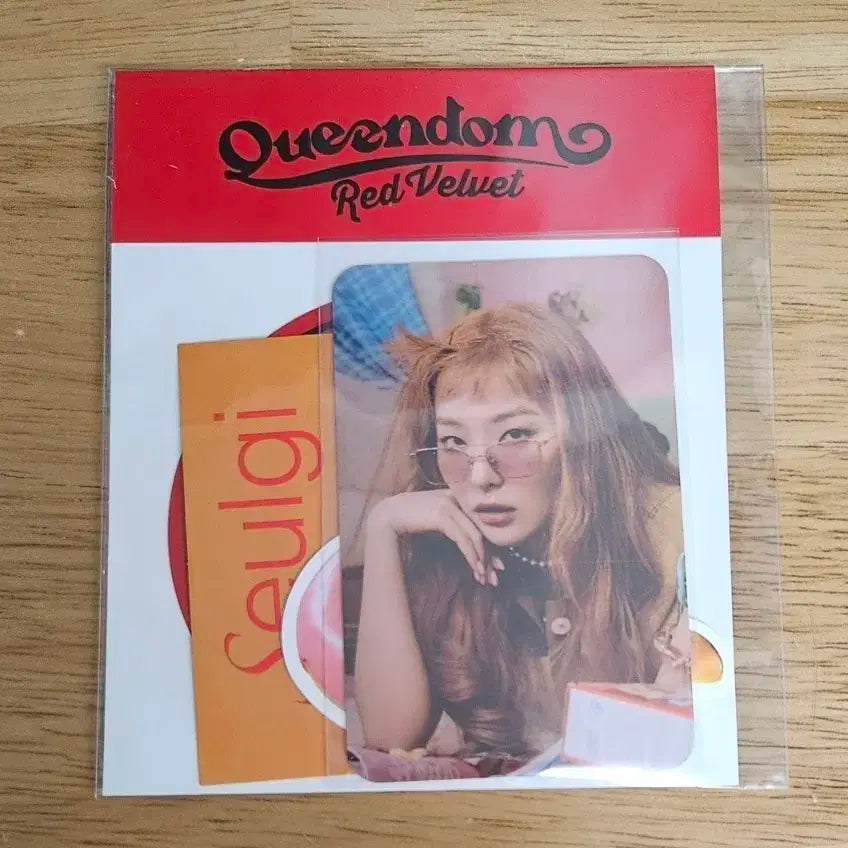 Queendom
Red Velvet
Seulgi